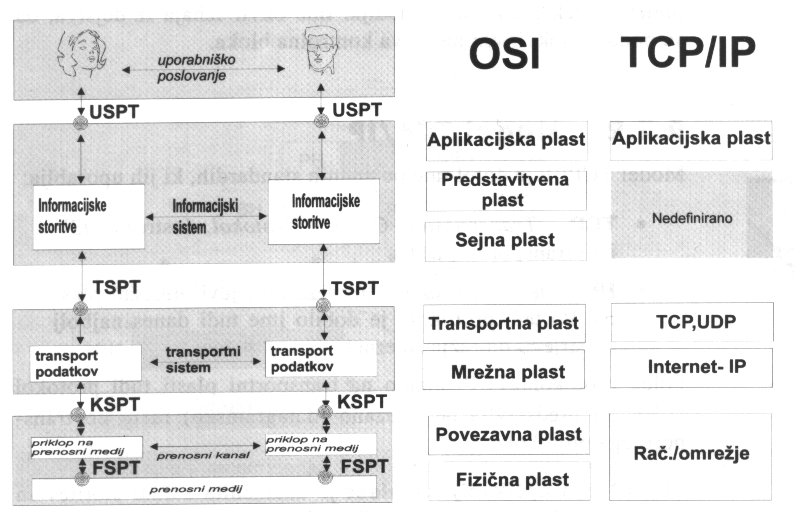 OSI
TCP/IP
uporabniško
poslovanje
USPT
USPT
Informacijske
storitve
Informacijski
sistem
Informacijske
storitve
TSPT
TSPT
transport
podatkov
transportni
sistem
transport
podatkov
KSPT
KSPT
priklop na
prenosni medij
prenosni kanal
priklop na
prenosni medij
FSPT
FSPT
prenosni medij
Aplikacijska plast
Predstavitvena
plast
Sejna plast
Transportna plast
Mrežna plast
Povezavna plast
Fizična plast
Aplikacijska plast
Nedefinirano
TCP,UDP
Internet- IP
Rač./omrežje